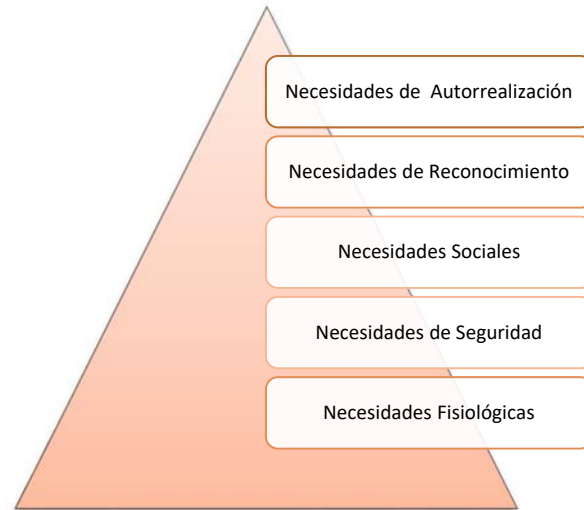 Necesidades de Autorrealización
Necesidades de Reconocimiento
Necesidades Sociales
Necesidades de Seguridad
Necesidades Fisiológicas